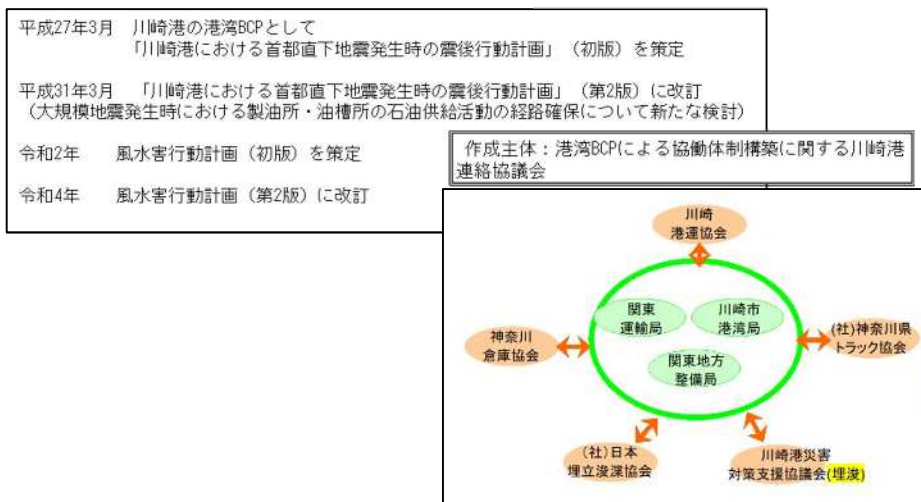 平成27年3月　川崎港の港湾BCPとして
「川崎港における首都直下地震発生時の震後行動計画」（初版）を策定
平成31年3月　「川崎港における首都直下地震発生時の震後行動計画」（第2版）に改訂
（大規模地震発生時における製油所・油槽所の石油供給活動の経路確保について新たな検討）
令和2年　　風水害行動計画（初版）を策定
令和4年　　風水害行動計画（第2版）に改訂
作成主体：港湾BCPによる協働体制構築に関する川崎港
連絡協議会
川崎
港運協会
関東
運輸局
川崎市
港湾局
関東地方
整備局
神奈川
倉庫協会
(社)神奈川県
トラック協会
(社)日本
埋立浚渫協会
川崎港災害
対策支援協議会(埋浚)